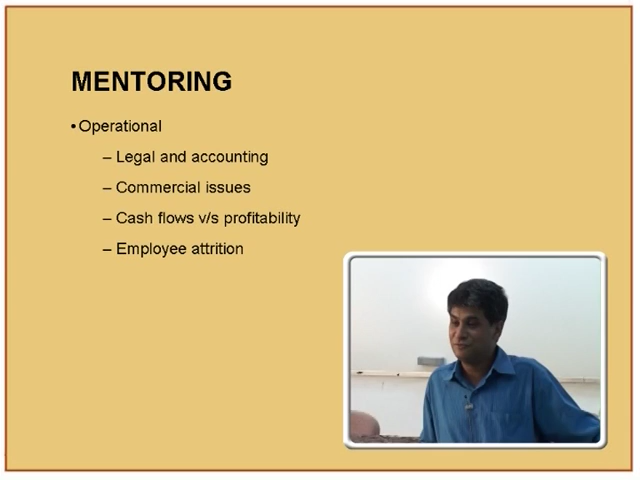 MENTORING
• Operational
– Legal and accounting
– Commercial issues
– Cash flows v/s profitability
– Employee attrition